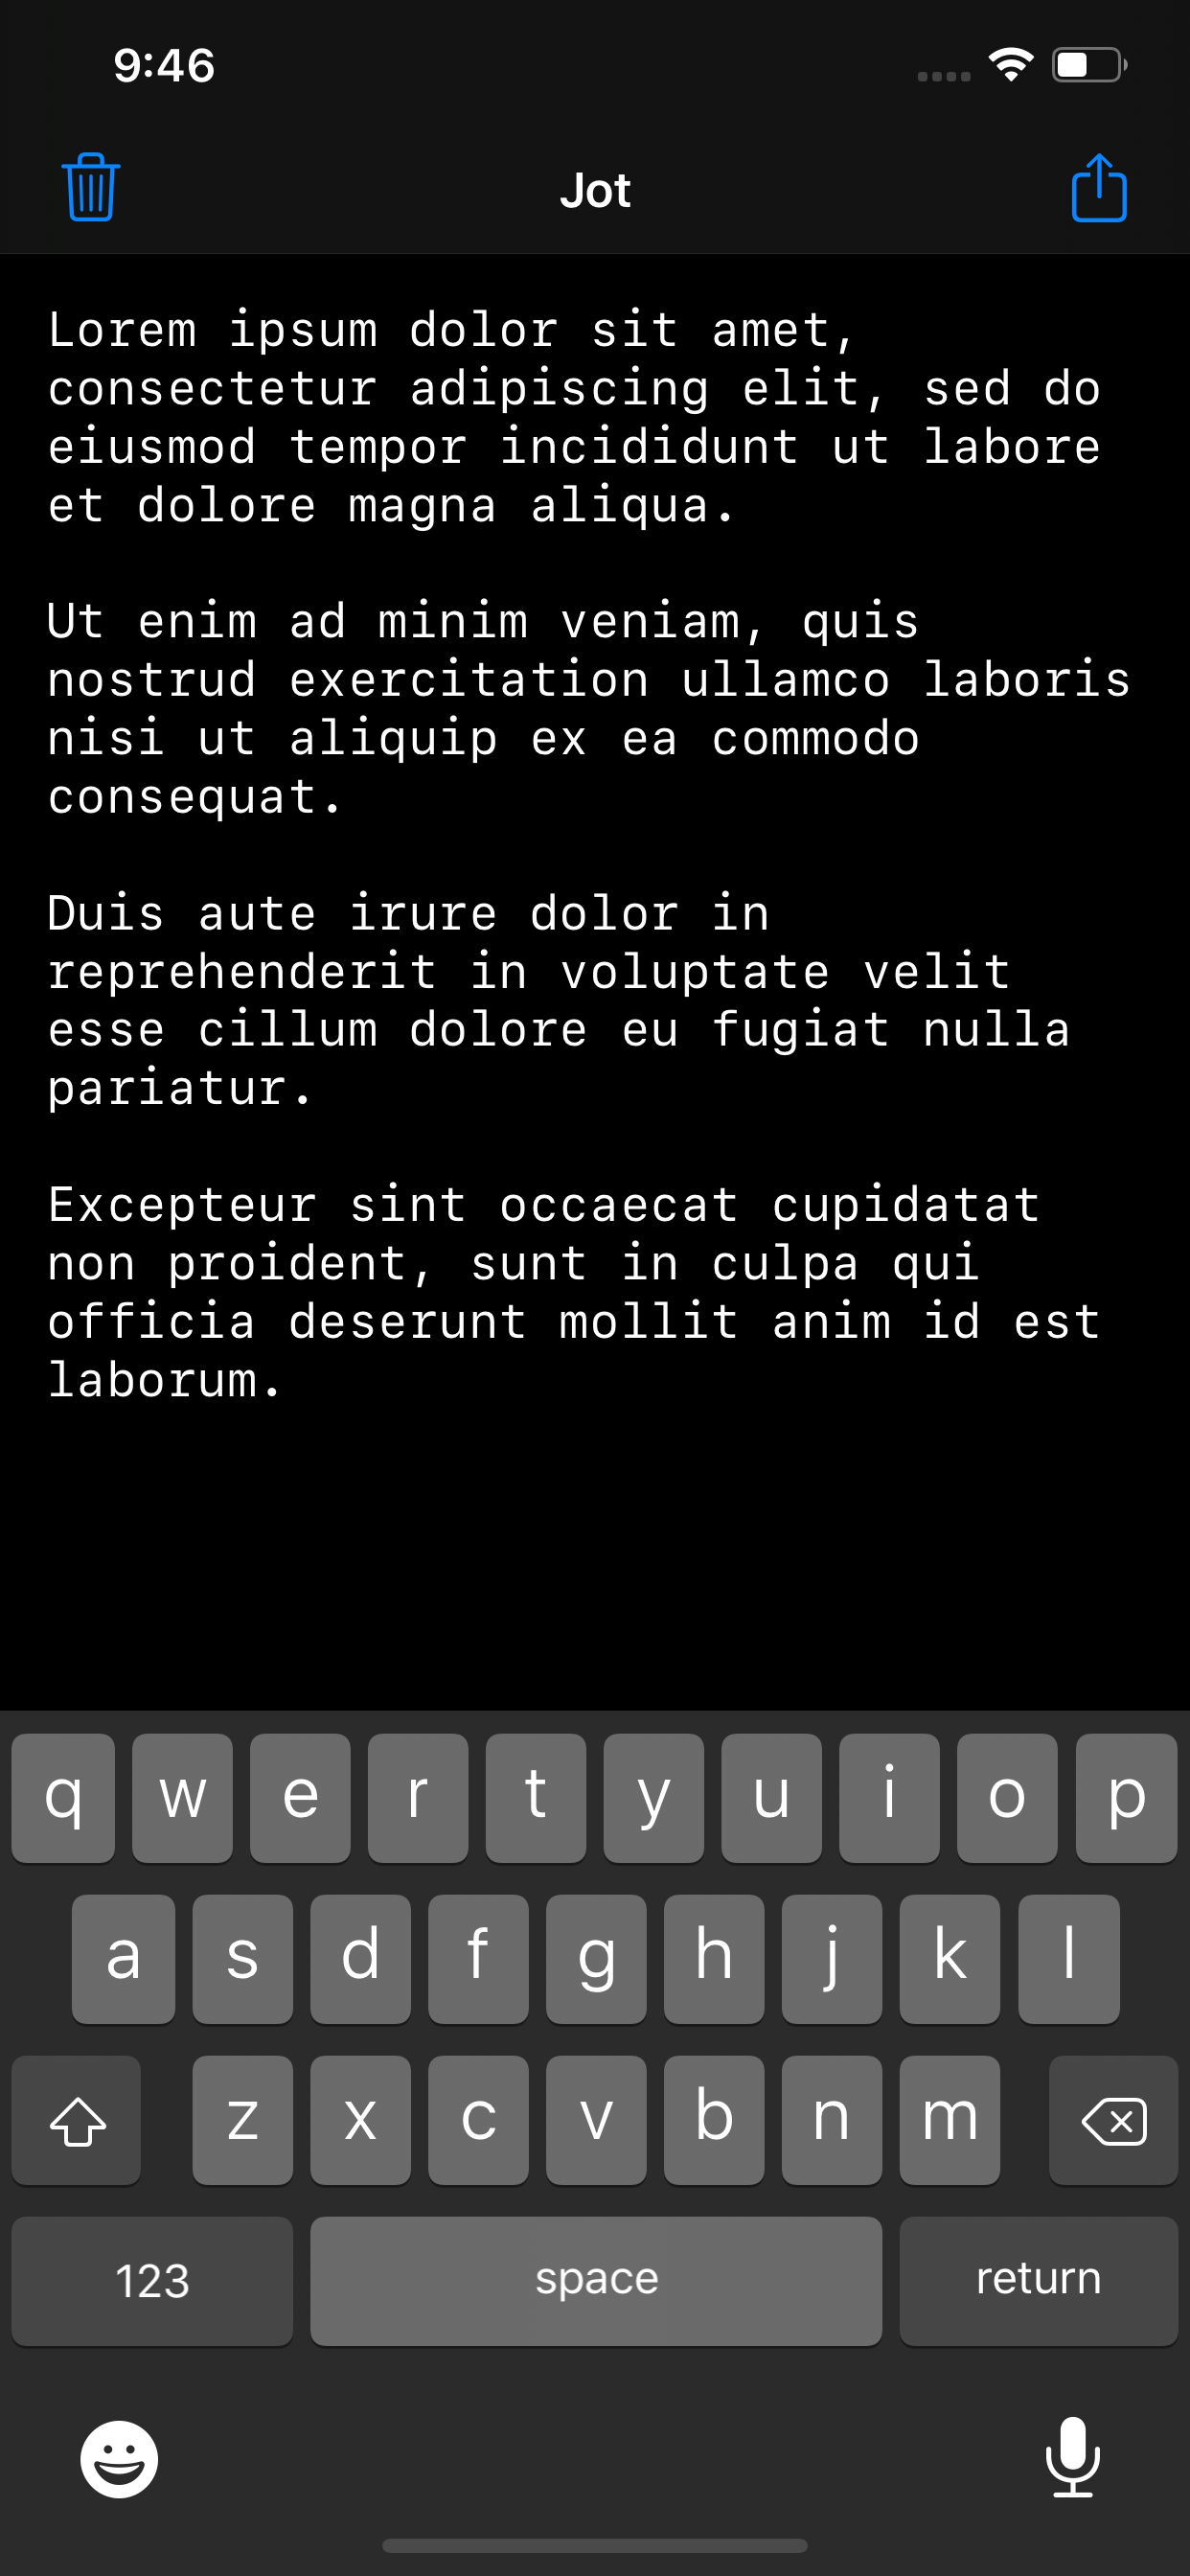 9:46
Jot
Lorem ipsum dolor sit amet,
consectetur adipiscing elit, sed do
eiusmod tempor incididunt ut labore
et dolore magna aliqua.
Ut enim ad minim veniam, quis
nostrud exercitation ullamco laboris
nisi ut aliquip ex ea commodo
consequat.
Duis aute irure dolor in
reprehenderit in voluptate velit
esse cillum dolore eu fugiat nulla
pariatur.
Excepteur sint occaecat cupidatat
non proident, sunt in culpa qui
officia deserunt mollit anim id est
laborum.
q w e r t y u i o p
a s d f g h j k l
z x c v b n m
123 space return